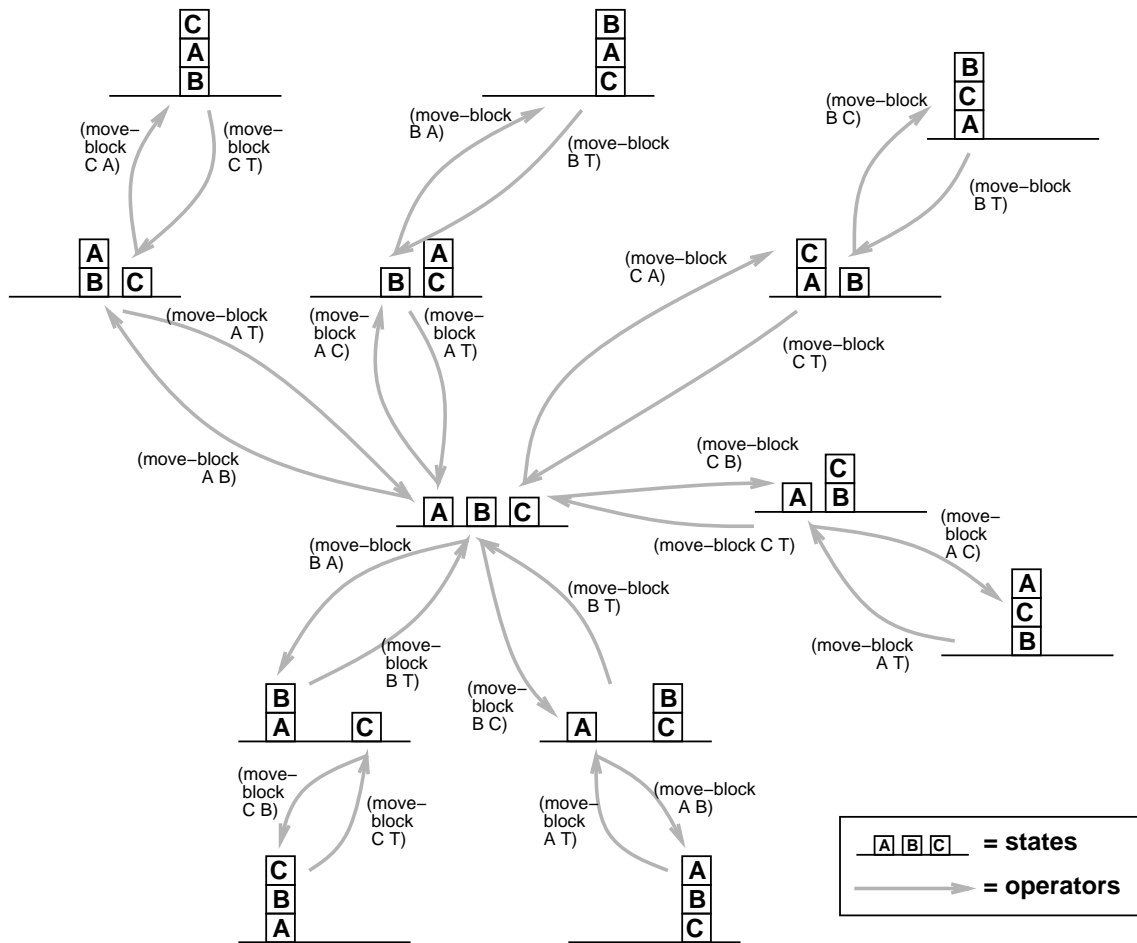 C
A
B
(move–
block
C A)
(move–
block
C T)
B
A
C
(move–block
B A)
(move–block
B T)
B
C
A
(move–block
B C)
(move–block
B T)
A
B C
(move–block
A T)
(move–block
A B)
A
B C
(move–
block
A C)
(move–
block
A T)
C
A B
(move–block
C A)
(move–block
C T)
A B C
(move–block
C B)
(move–block C T)
C
A B
(move–
block
A C)
(move–block
A T)
A
C
B
(move–block
B A)
(move–
block
B T)
(move–block
B T)
(move–
block
B C)
B
A C
(move–
block
C B)
(move–
block
C T)
C
B
A
B
A C
(move–
block
A T)
(move–block
A B)
A
B
C
A B C = states
= operators